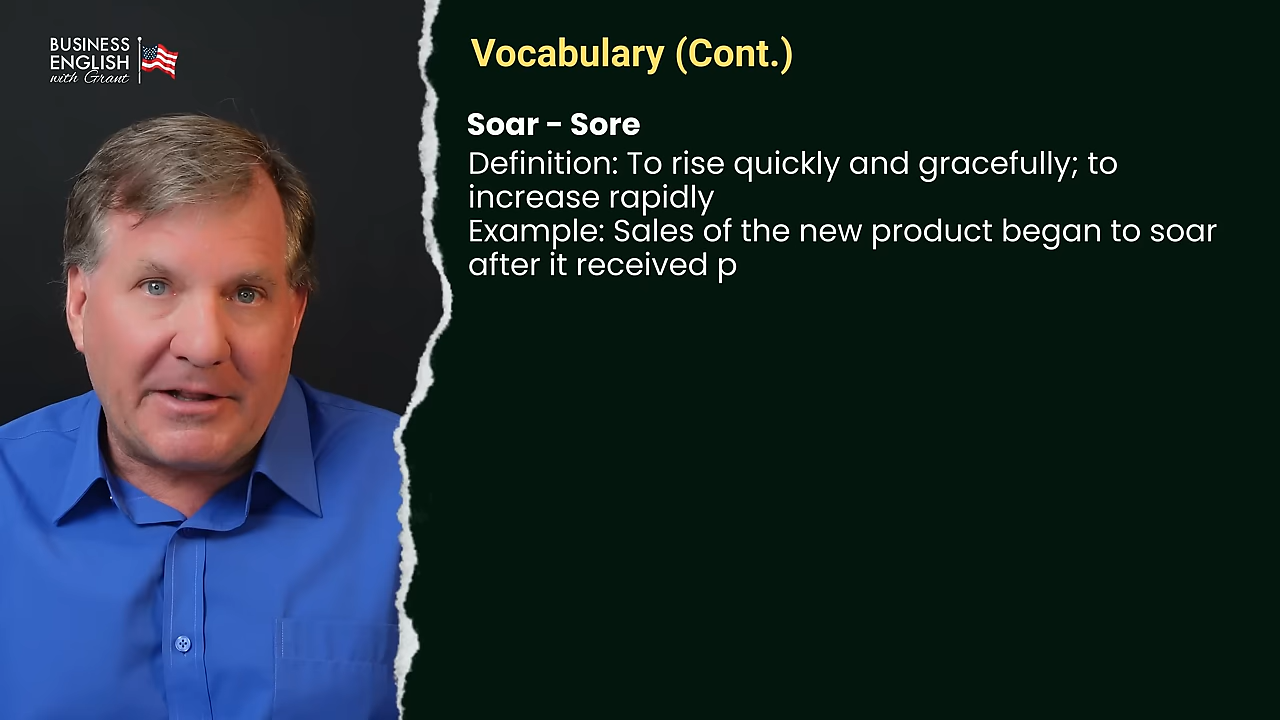 BUSINESS
ENGLISH
with Grant
Vocabulary (Cont.)
Soar - Sore
Definition: To rise quickly and gracefully; to
increase rapidly
Example: Sales of the new product began to soar
after it received p